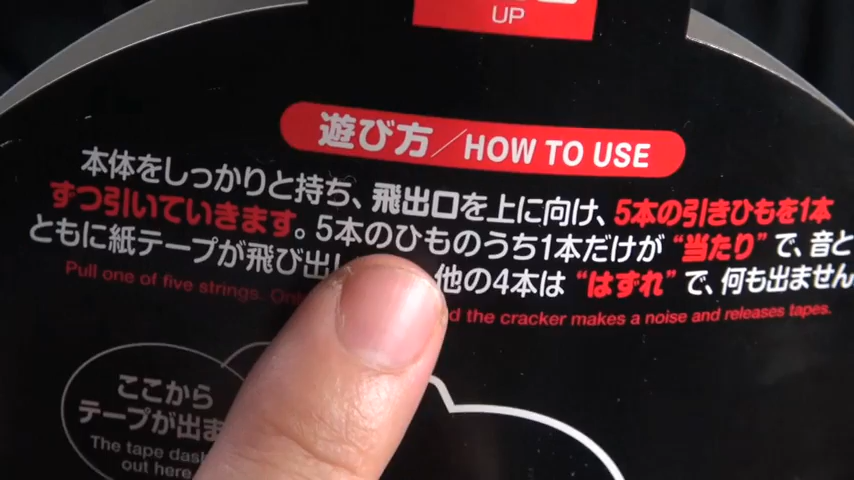 UP
遊び方／HOW TO USE
本体をしっかりと持ち、飛出口を上に向け、5本の引きひもを1本
ずつ引いていきます。5本のひものうち1本だけが“当たり”で、音と
ともに紙テープが飛び出し 他の4本は“はずれ”で、何も出ません
Pull one of five strings. the cracker makes a noise and releases tapes.
ここから
テープが出ま
The tape
out here